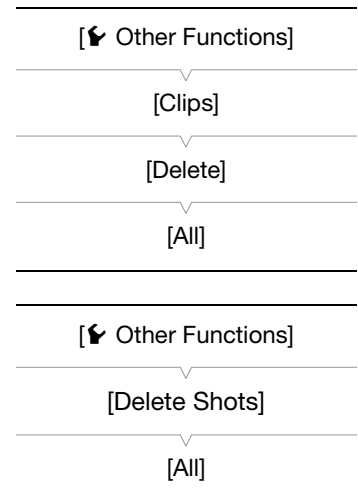 [Other Functions]
[Clips]
[Delete]
[All]
[Other Functions]
[Delete Shots]
[All]